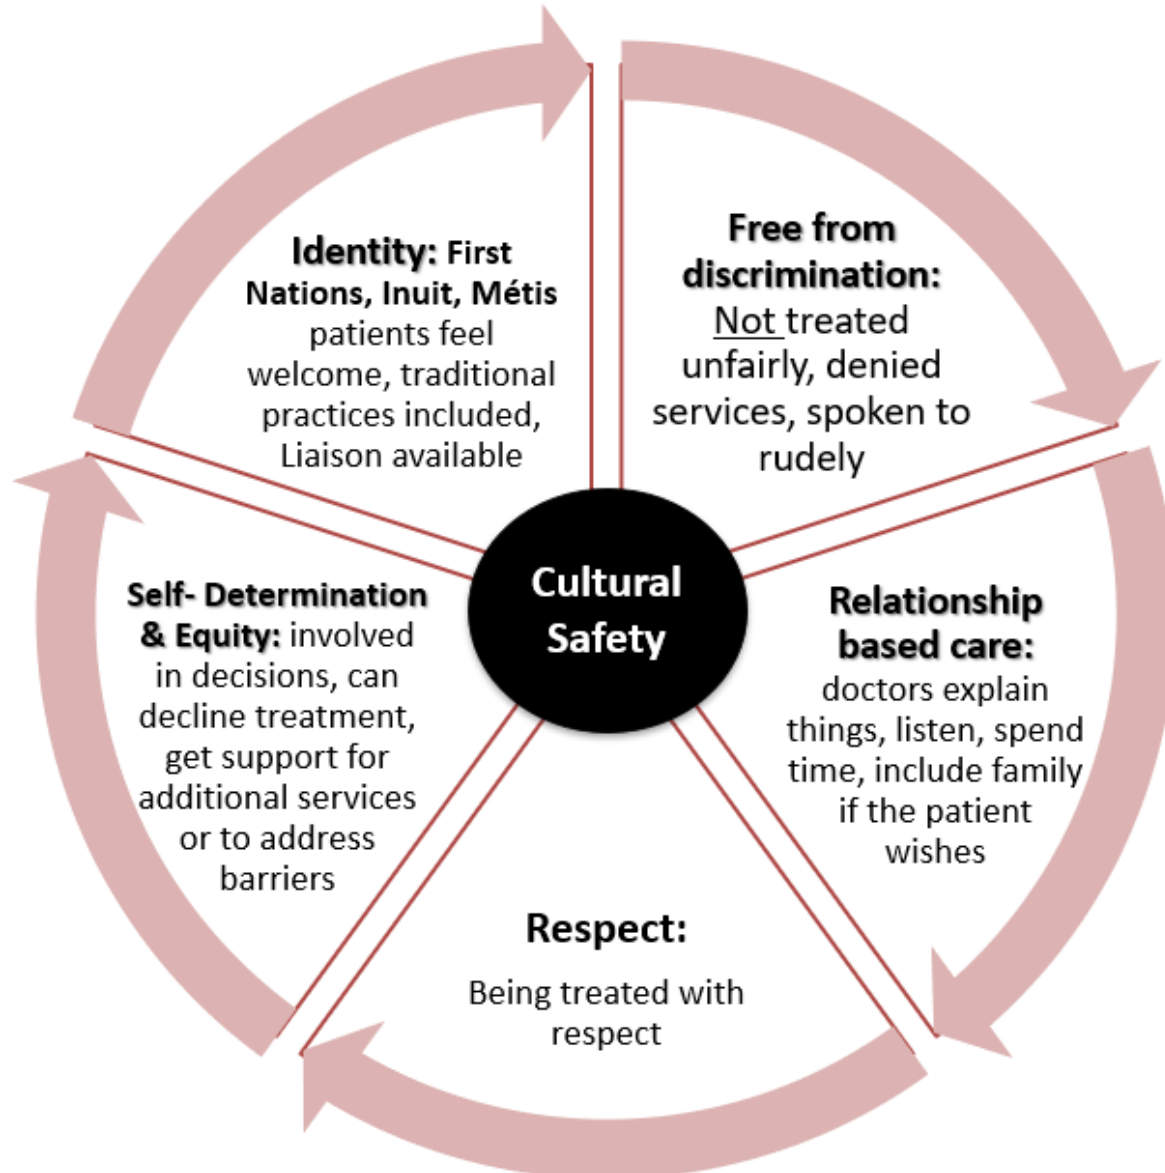 Identity: First
Nations, Inuit, Métis
patients feel
welcome, traditional
practices included,
Liaison available
Free from
discrimination:
Not treated
unfairly, denied
services, spoken to
rudely
Cultural
Safety
Self- Determination
& Equity: involved
in decisions, can
decline treatment,
get support for
additional services
or to address
barriers
Relationship
based care:
doctors explain
things, listen, spend
time, include family
if the patient
wishes
Respect:
Being treated with
respect